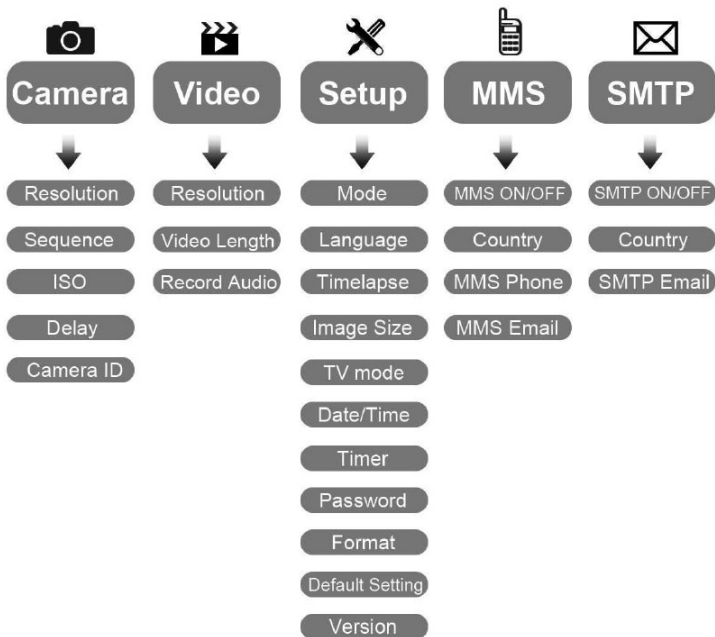 Camera
Video
Setup
MMS
SMTP
Resolution
Sequence
ISO
Delay
Camera ID
Resolution
Video Length
Record Audio
Mode
Language
Timelapse
Image Size
TV mode
Date/Time
Timer
Password
Format
Default Setting
Version
MMS ON/OFF
Country
MMS Phone
MMS Email
SMTP ON/OFF
Country
SMTP Email